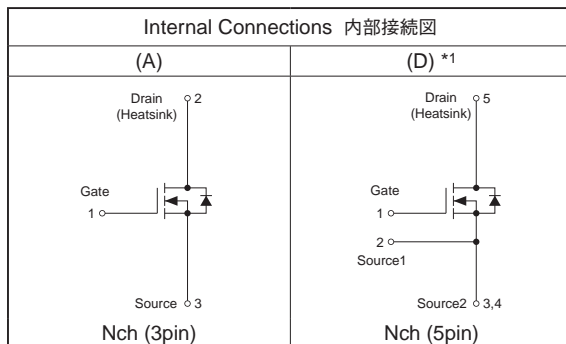 Internal Connections 内部接続図
(A)
Drain
(Heatsink)
2
Gate
1
Source 3
Nch (3pin)
(D) *1
Drain
(Heatsink)
5
Gate
1
2
Source1
Source2 3,4
Nch (5pin)